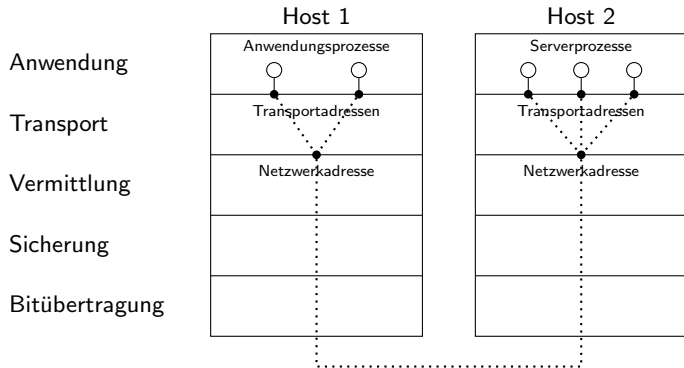 Host 1
Host 2
Anwendung
Anwendungsprozesse
Serverprozesse
Transport
Transportadressen
Transportadressen
Vermittlung
Netzwerkadresse
Netzwerkadresse
Sicherung
Bitübertragung